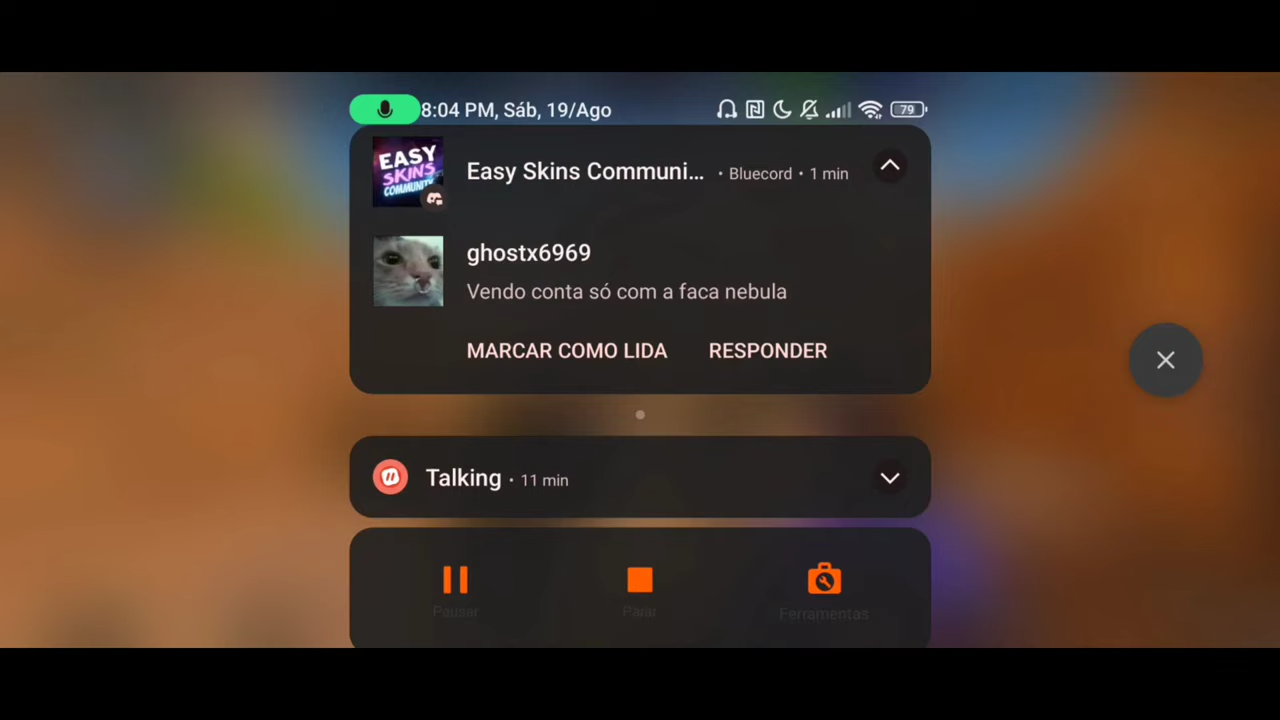 8:04 PM, Sáb, 19/Ago
79
EASY
SKINS
COMMUNITY
Easy Skins Communi... • Bluecord • 1 min
ghostx6969
Vendo conta só com a faca nebula
MARCAR COMO LIDA RESPONDER
Talking • 11 min
Pausar Parar Ferramentas